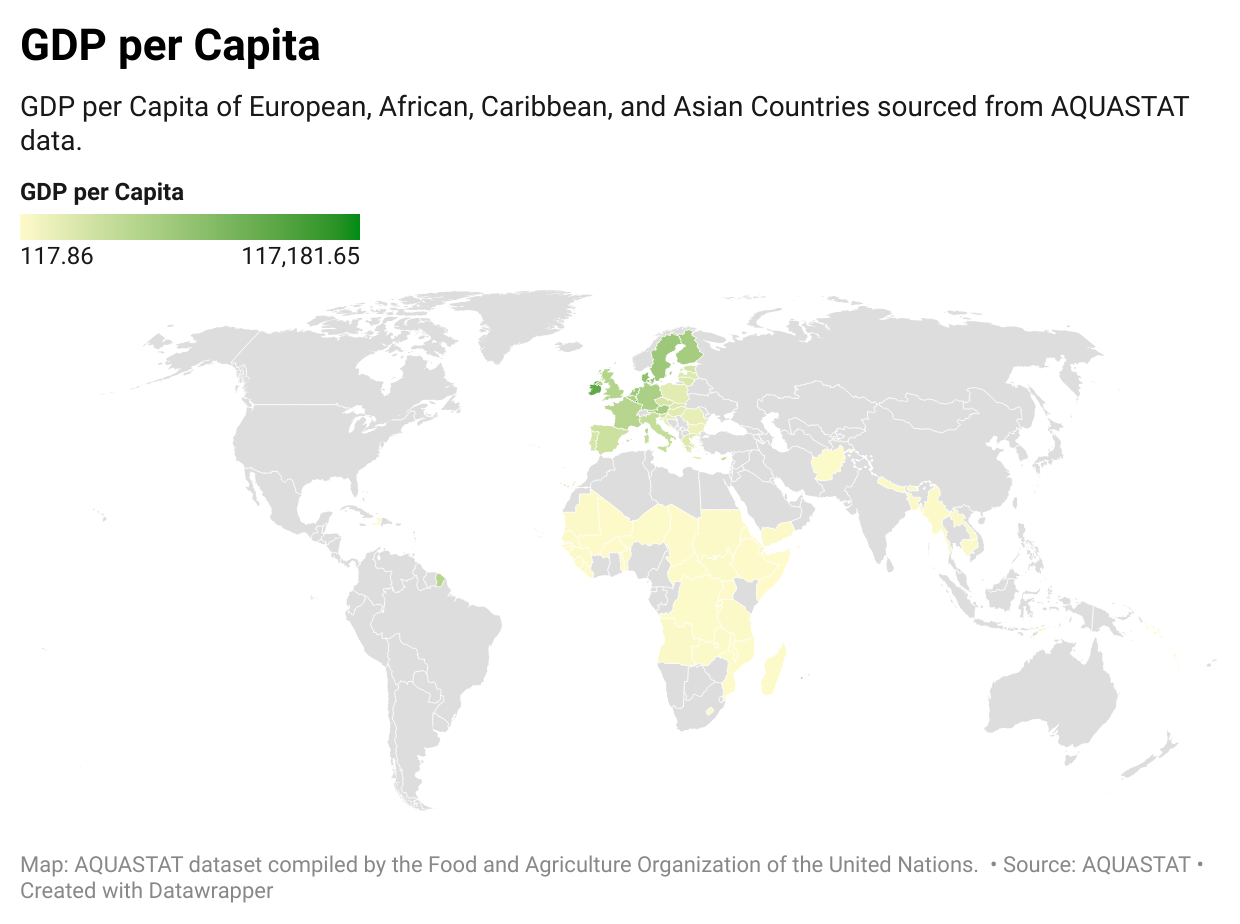 GDP per Capita
GDP per Capita of European, African, Caribbean, and Asian Countries sourced from AQUASTAT
data.
GDP per Capita
117.86 117,181.65
Map: AQUASTAT dataset compiled by the Food and Agriculture Organization of the United Nations. • Source: AQUASTAT •
Created with Datawrapper